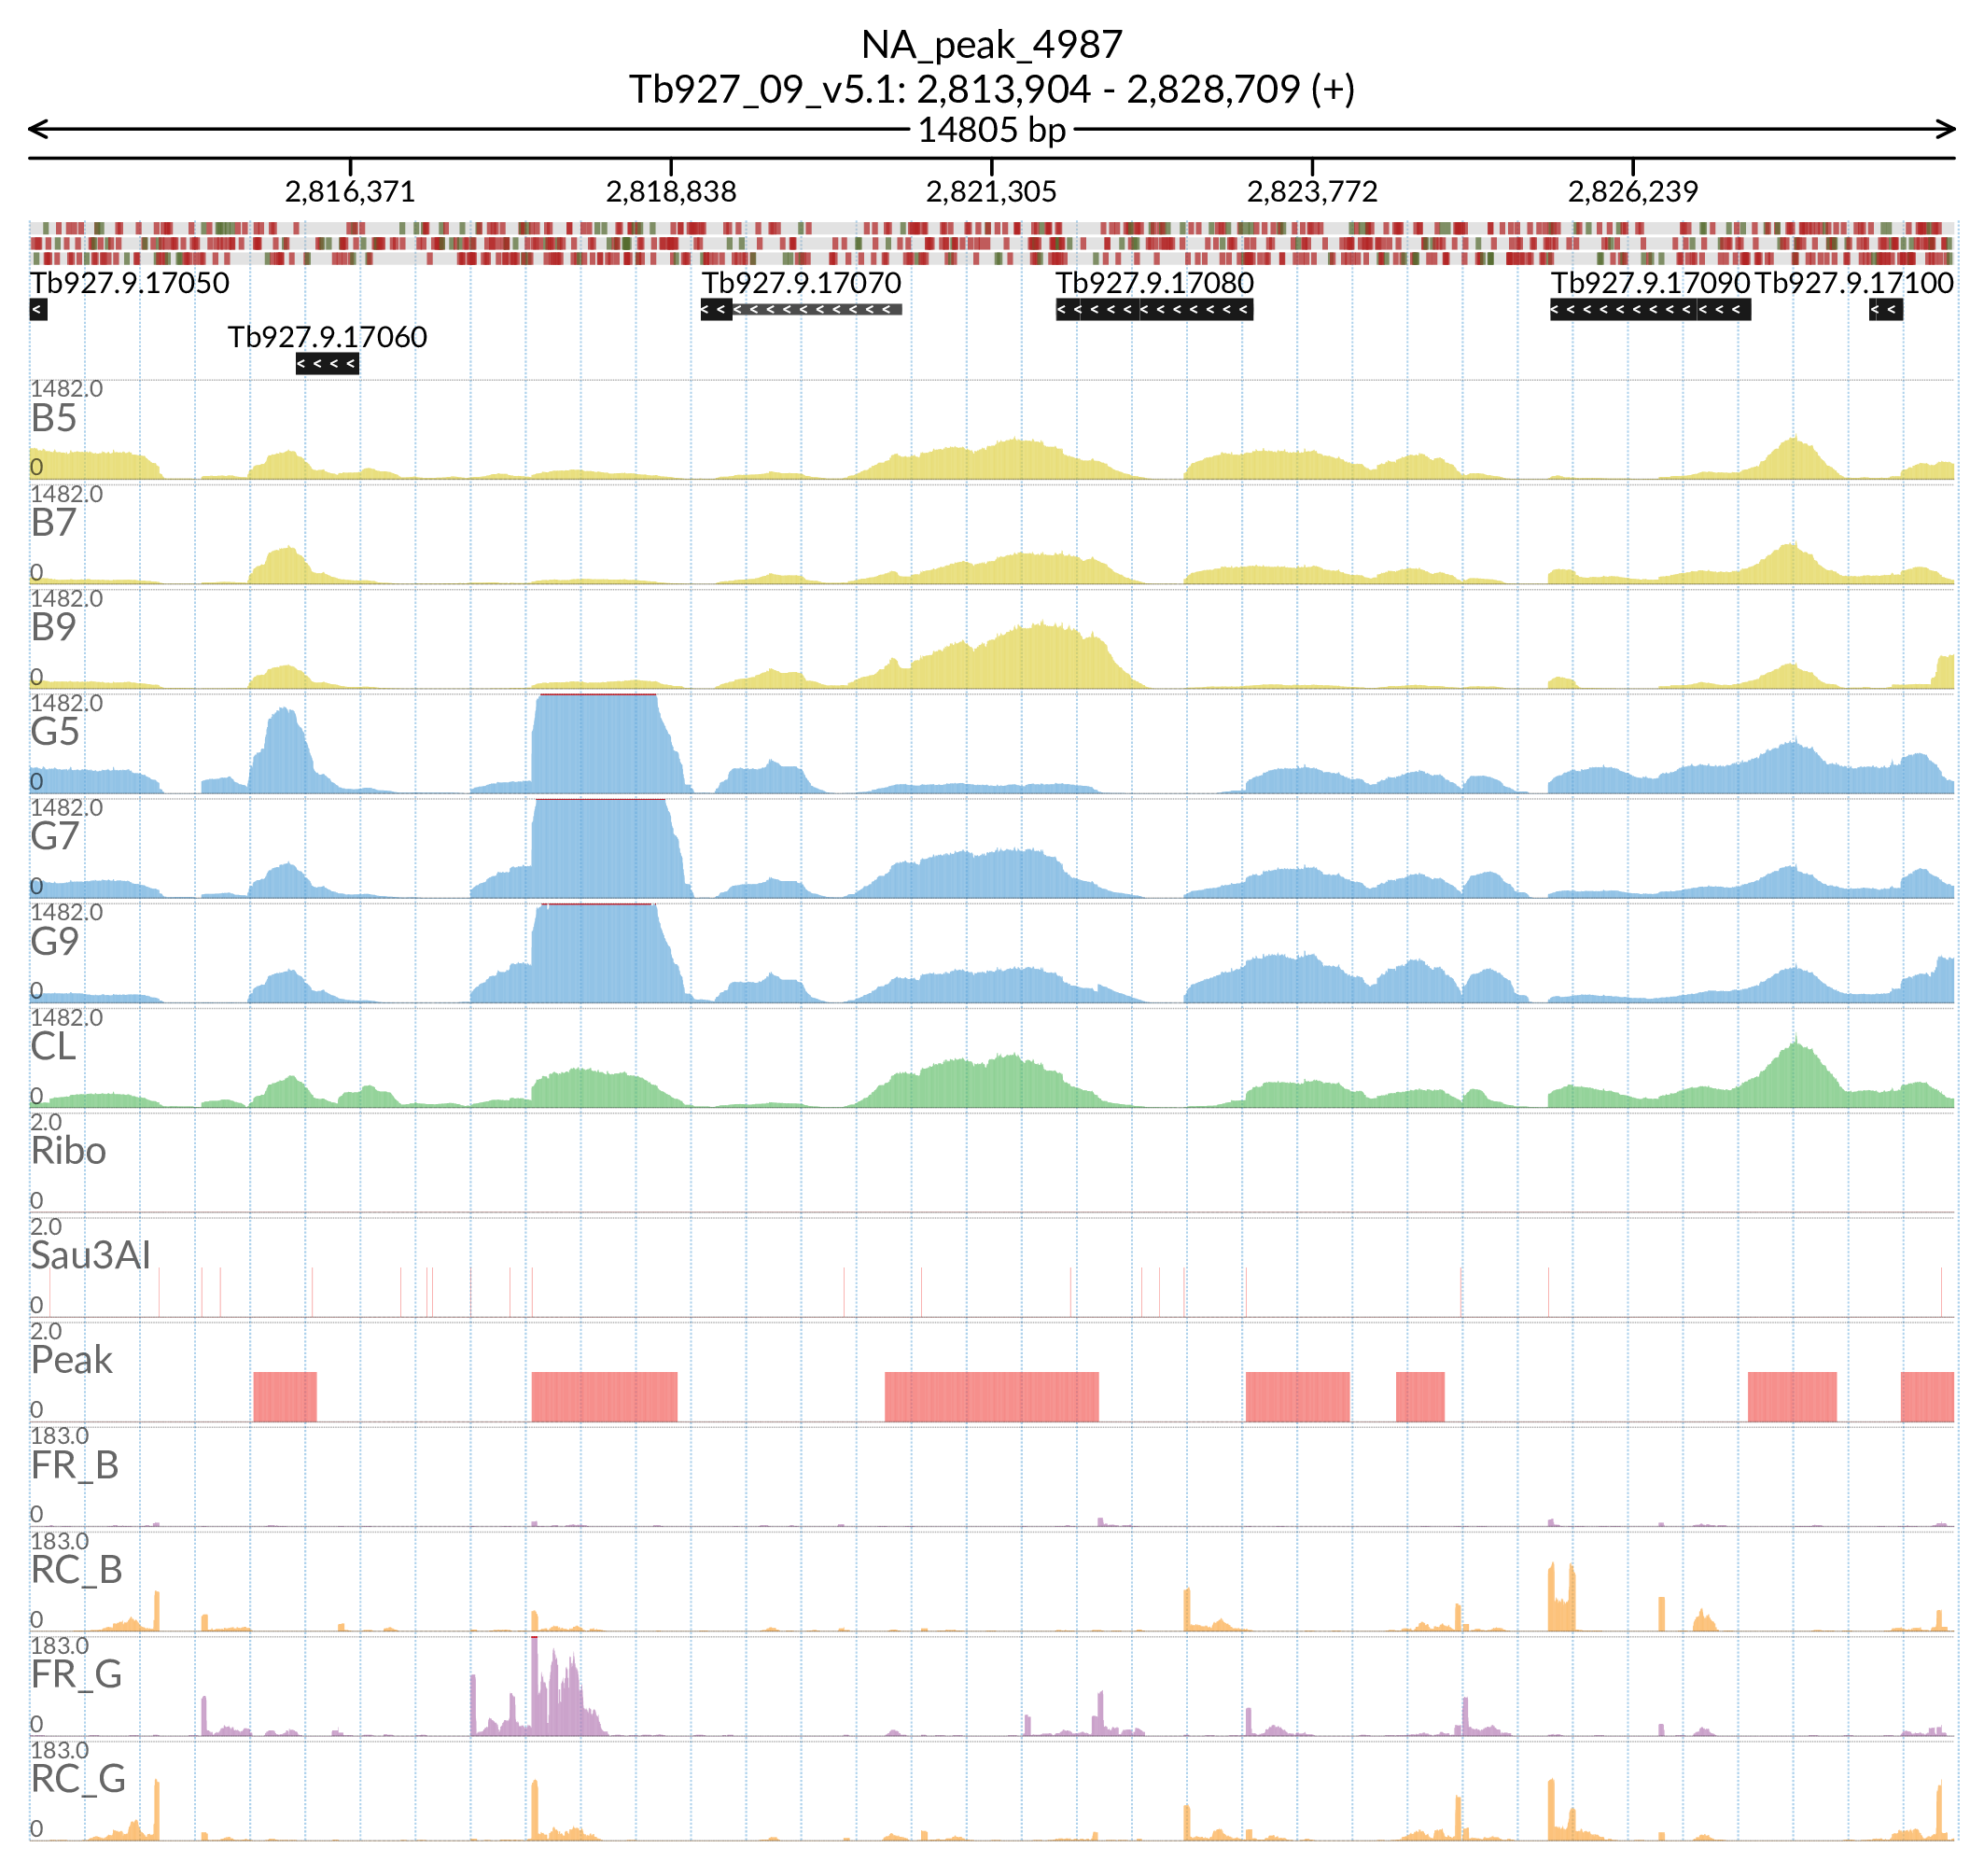 NA_peak_4987
Tb927_09_v5.1: 2,813,904 - 2,828,709 (+)
14805 bp
2,816,371 2,818,838 2,821,305 2,823,772 2,826,239
Tb927.9.17050 Tb927.9.17070 Tb927.9.17080 Tb927.9.17090 Tb927.9.17100
Tb927.9.17060
1482.0
B5
0
1482.0
B7
0
1482.0
B9
0
1482.0
G5
0
1482.0
G7
0
1482.0
G9
0
1482.0
CL
0
2.0
Ribo
0
2.0
Sau3AI
0
2.0
Peak
0
183.0
FR_B
0
183.0
RC_B
0
183.0
FR_G
0
183.0
RC_G
0